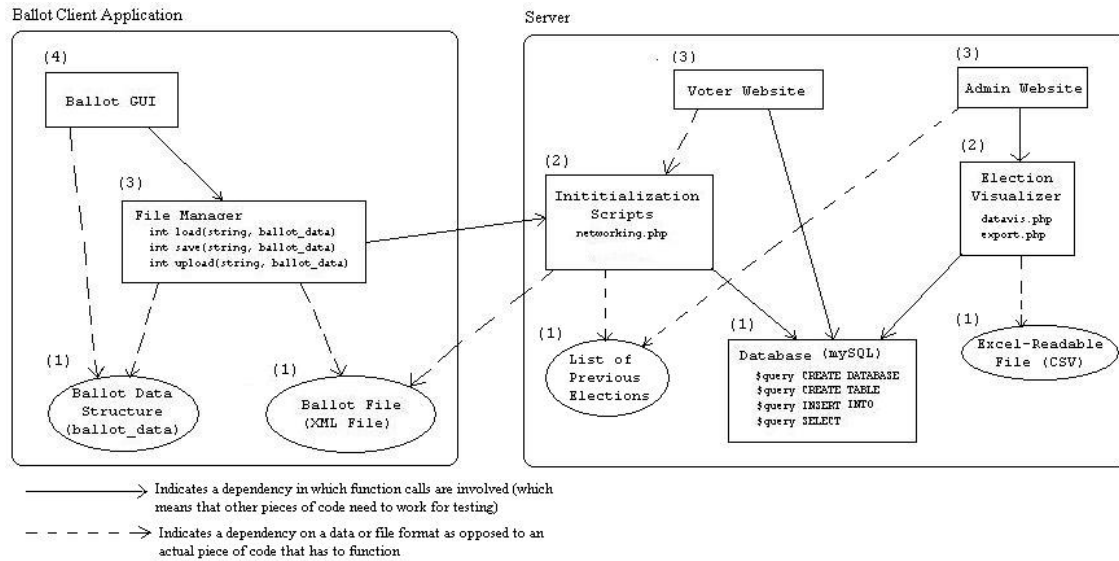 Ballot Client Application
(4)
Ballot GUI
(3)
File Manager
int load(string, ballot_data)
int save(string, ballot_data)
int upload(string, ballot_data)
(1)
Ballot Data
Structure
(ballot_data)
(1)
Ballot File
(XML File)
Server
(3)
Voter Website
(3)
Admin Website
(2)
Inititialization
Scripts
networking.php
(2)
Election
Visualizer
datavis.php
export.php
(1)
List of
Previous
Elections
(1)
Database (mySQL)
$query CREATE DATABASE
$query CREATE TABLE
$query INSERT INTO
$query SELECT
(1)
Excel-Readable
File (CSV)
Indicates a dependency in which function calls are involved (which
means that other pieces of code need to work for testing)
Indicates a dependency on a data or file format as opposed to an
actual piece of code that has to function